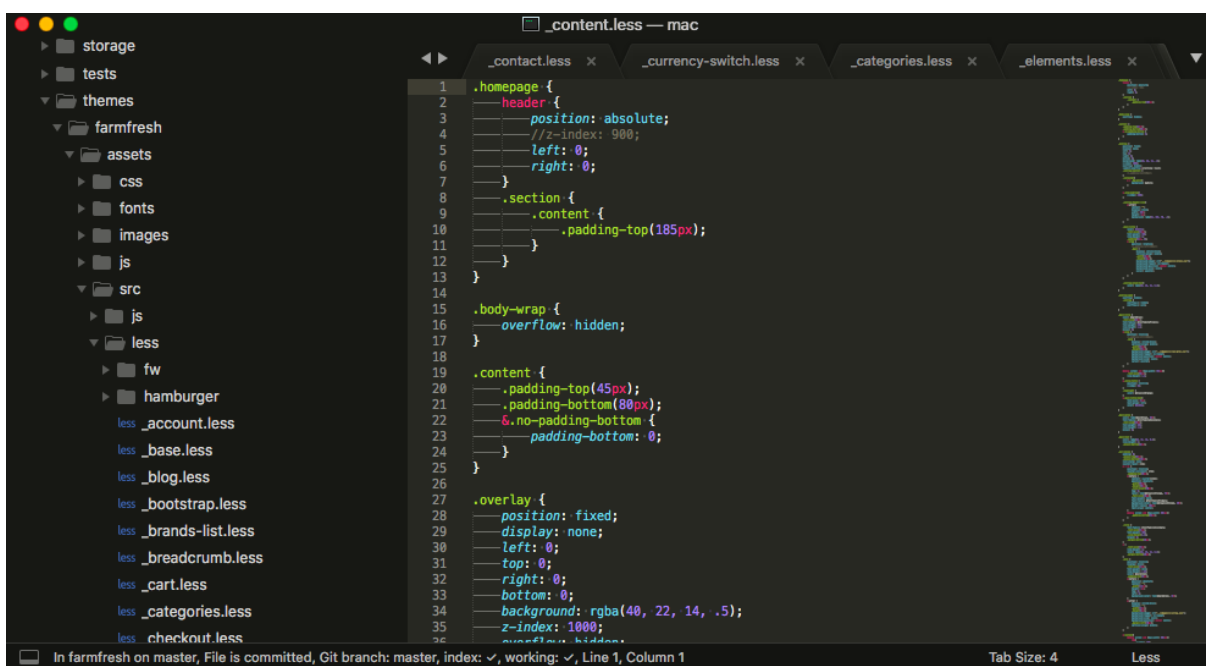 _content.less — mac
storage
tests
themes
farmfresh
assets
css
fonts
images
js
src
js
less
fw
hamburger
less _account.less
less _base.less
less _blog.less
less _bootstrap.less
less _brands-list.less
less _breadcrumb.less
less _cart.less
less _categories.less
less _checkout.less
_contact.less × _currency-switch.less × _categories.less × _elements.less ×
1 .homepage {
2 header {
3 position: absolute;
4 //z-index: 900;
5 left: 0;
6 right: 0;
7 }
8 .section {
9 .content {
10 .padding-top(185px);
11 }
12 }
13 }
14
15 .body-wrap {
16 overflow: hidden;
17 }
18
19 .content {
20 .padding-top(45px);
21 .padding-bottom(80px);
22 &.no-padding-bottom {
23 padding-bottom: 0;
24 }
25 }
26
27 .overlay {
28 position: fixed;
29 display: none;
30 left: 0;
31 top: 0;
32 right: 0;
33 bottom: 0;
34 background: rgba(40, 22, 14, .5);
35 z-index: 1000;
36 overflow: hidden;
In farmfresh on master, File is committed, Git branch: master, index: ✓, working: ✓, Line 1, Column 1 Tab Size: 4 Less